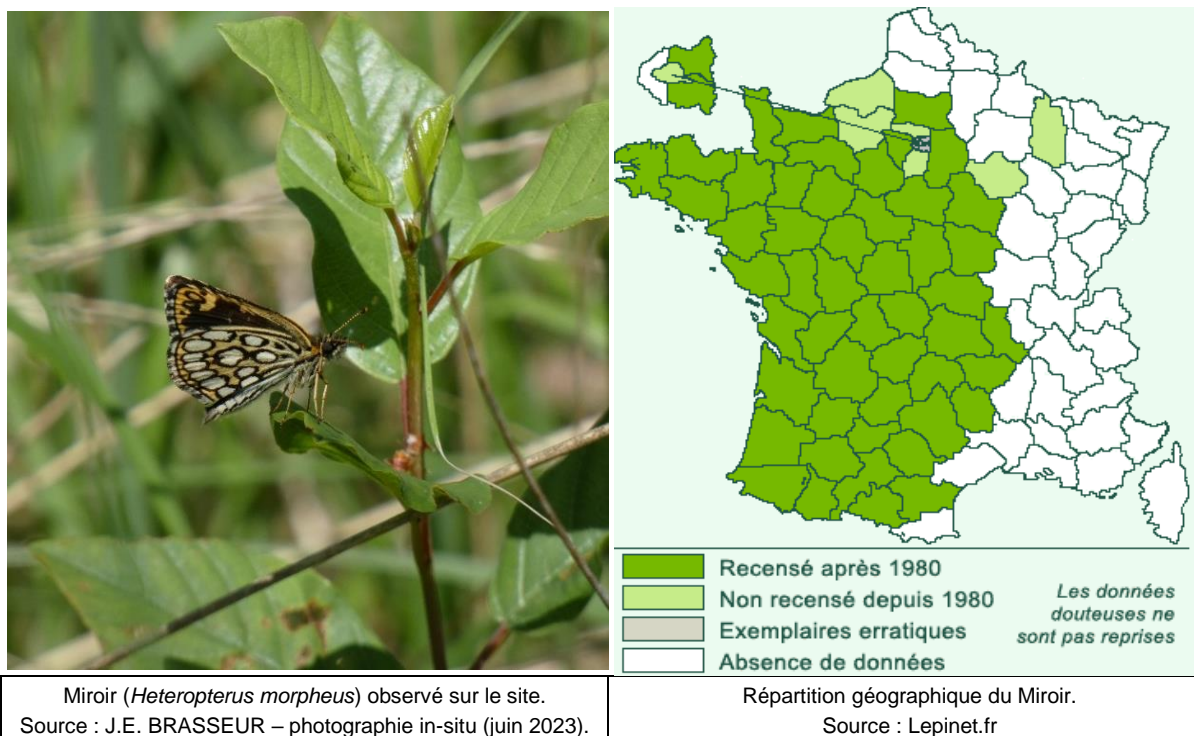 Recensé après 1980
Non recensé depuis 1980
Exemplaires erratiques
Absence de données
Les données
douteuses ne
sont pas reprises
Miroir (Heteropterus morpheus) observé sur le site.
Source : J.E. BRASSEUR – photographie in-situ (juin 2023).
Répartition géographique du Miroir.
Source : Lepinet.fr